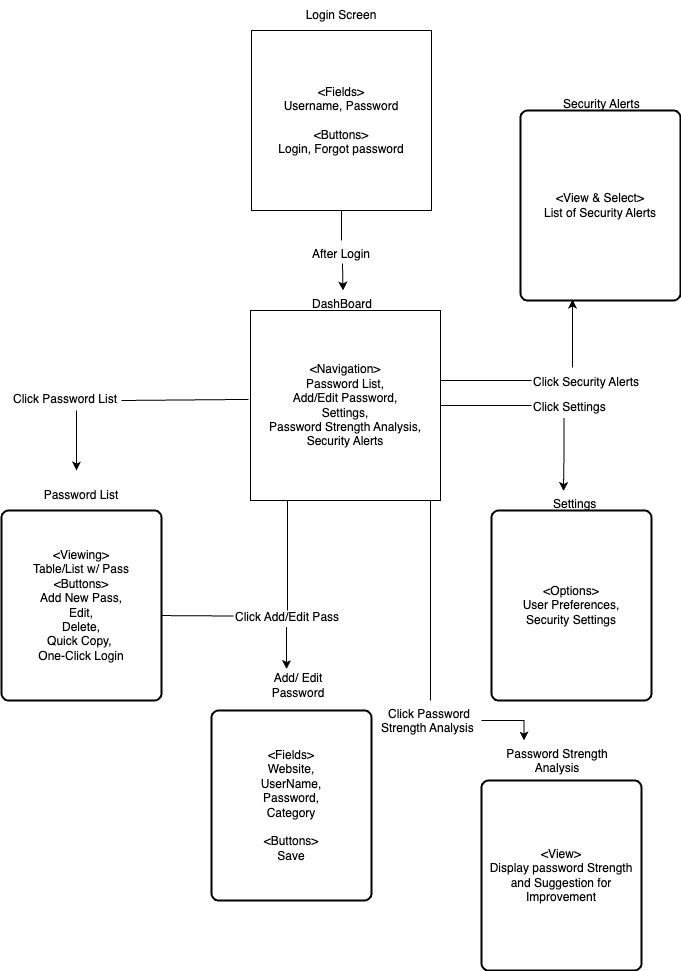 Login Screen
<Fields>
Username, Password
<Buttons>
Login, Forgot password
Security Alerts
<View & Select>
List of Security Alerts
After Login
DashBoard
<Navigation>
Password List,
Add/Edit Password,
Settings,
Password Strength Analysis,
Security Alerts
Click Security Alerts
Click Settings
Click Password List
Password List
<Viewing>
Table/List w/ Pass
<Buttons>
Add New Pass,
Edit,
Delete,
Quick Copy,
One-Click Login
Settings
<Options>
User Preferences,
Security Settings
Click Add/Edit Pass
Add/ Edit
Password
<Fields>
Website,
UserName,
Password,
Category
<Buttons>
Save
Click Password
Strength Analysis
Password Strength
Analysis
<View>
Display password Strength
and Suggestion for
Improvement